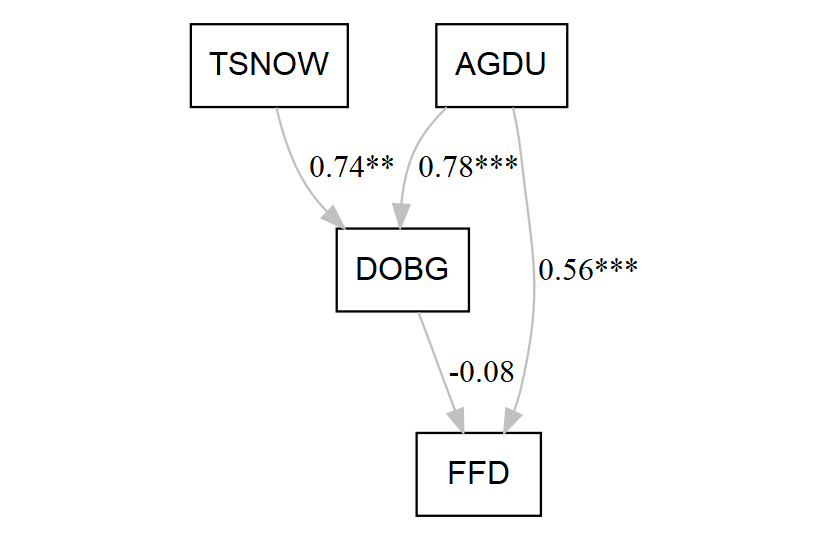 TSNOW
AGDU
0.74**
0.78***
DOBG
0.56***
-0.08
FFD